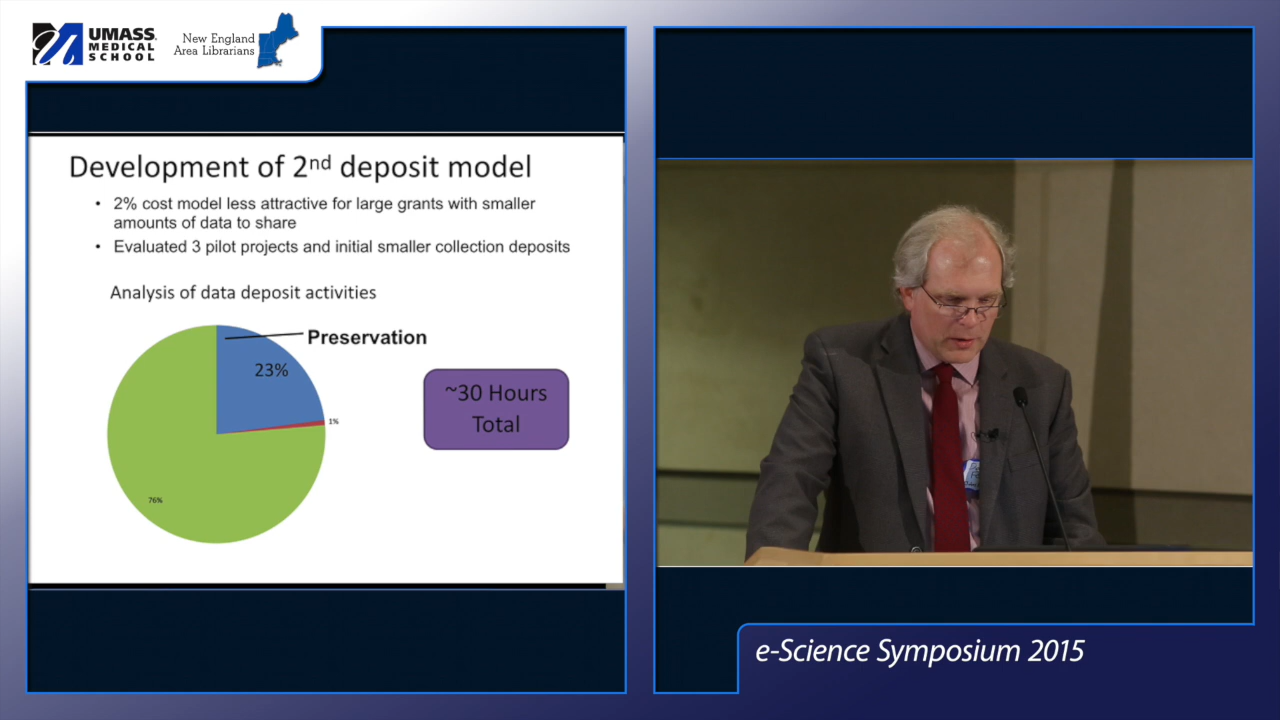 UMASS
MEDICAL
SCHOOL
New England
Area Librarians
Development of 2nd deposit model
• 2% cost model less attractive for large grants with smaller
amounts of data to share
• Evaluated 3 pilot projects and initial smaller collection deposits
Analysis of data deposit activities
Preservation
23%
1%
76%
~30 Hours
Total
e-Science Symposium 2015